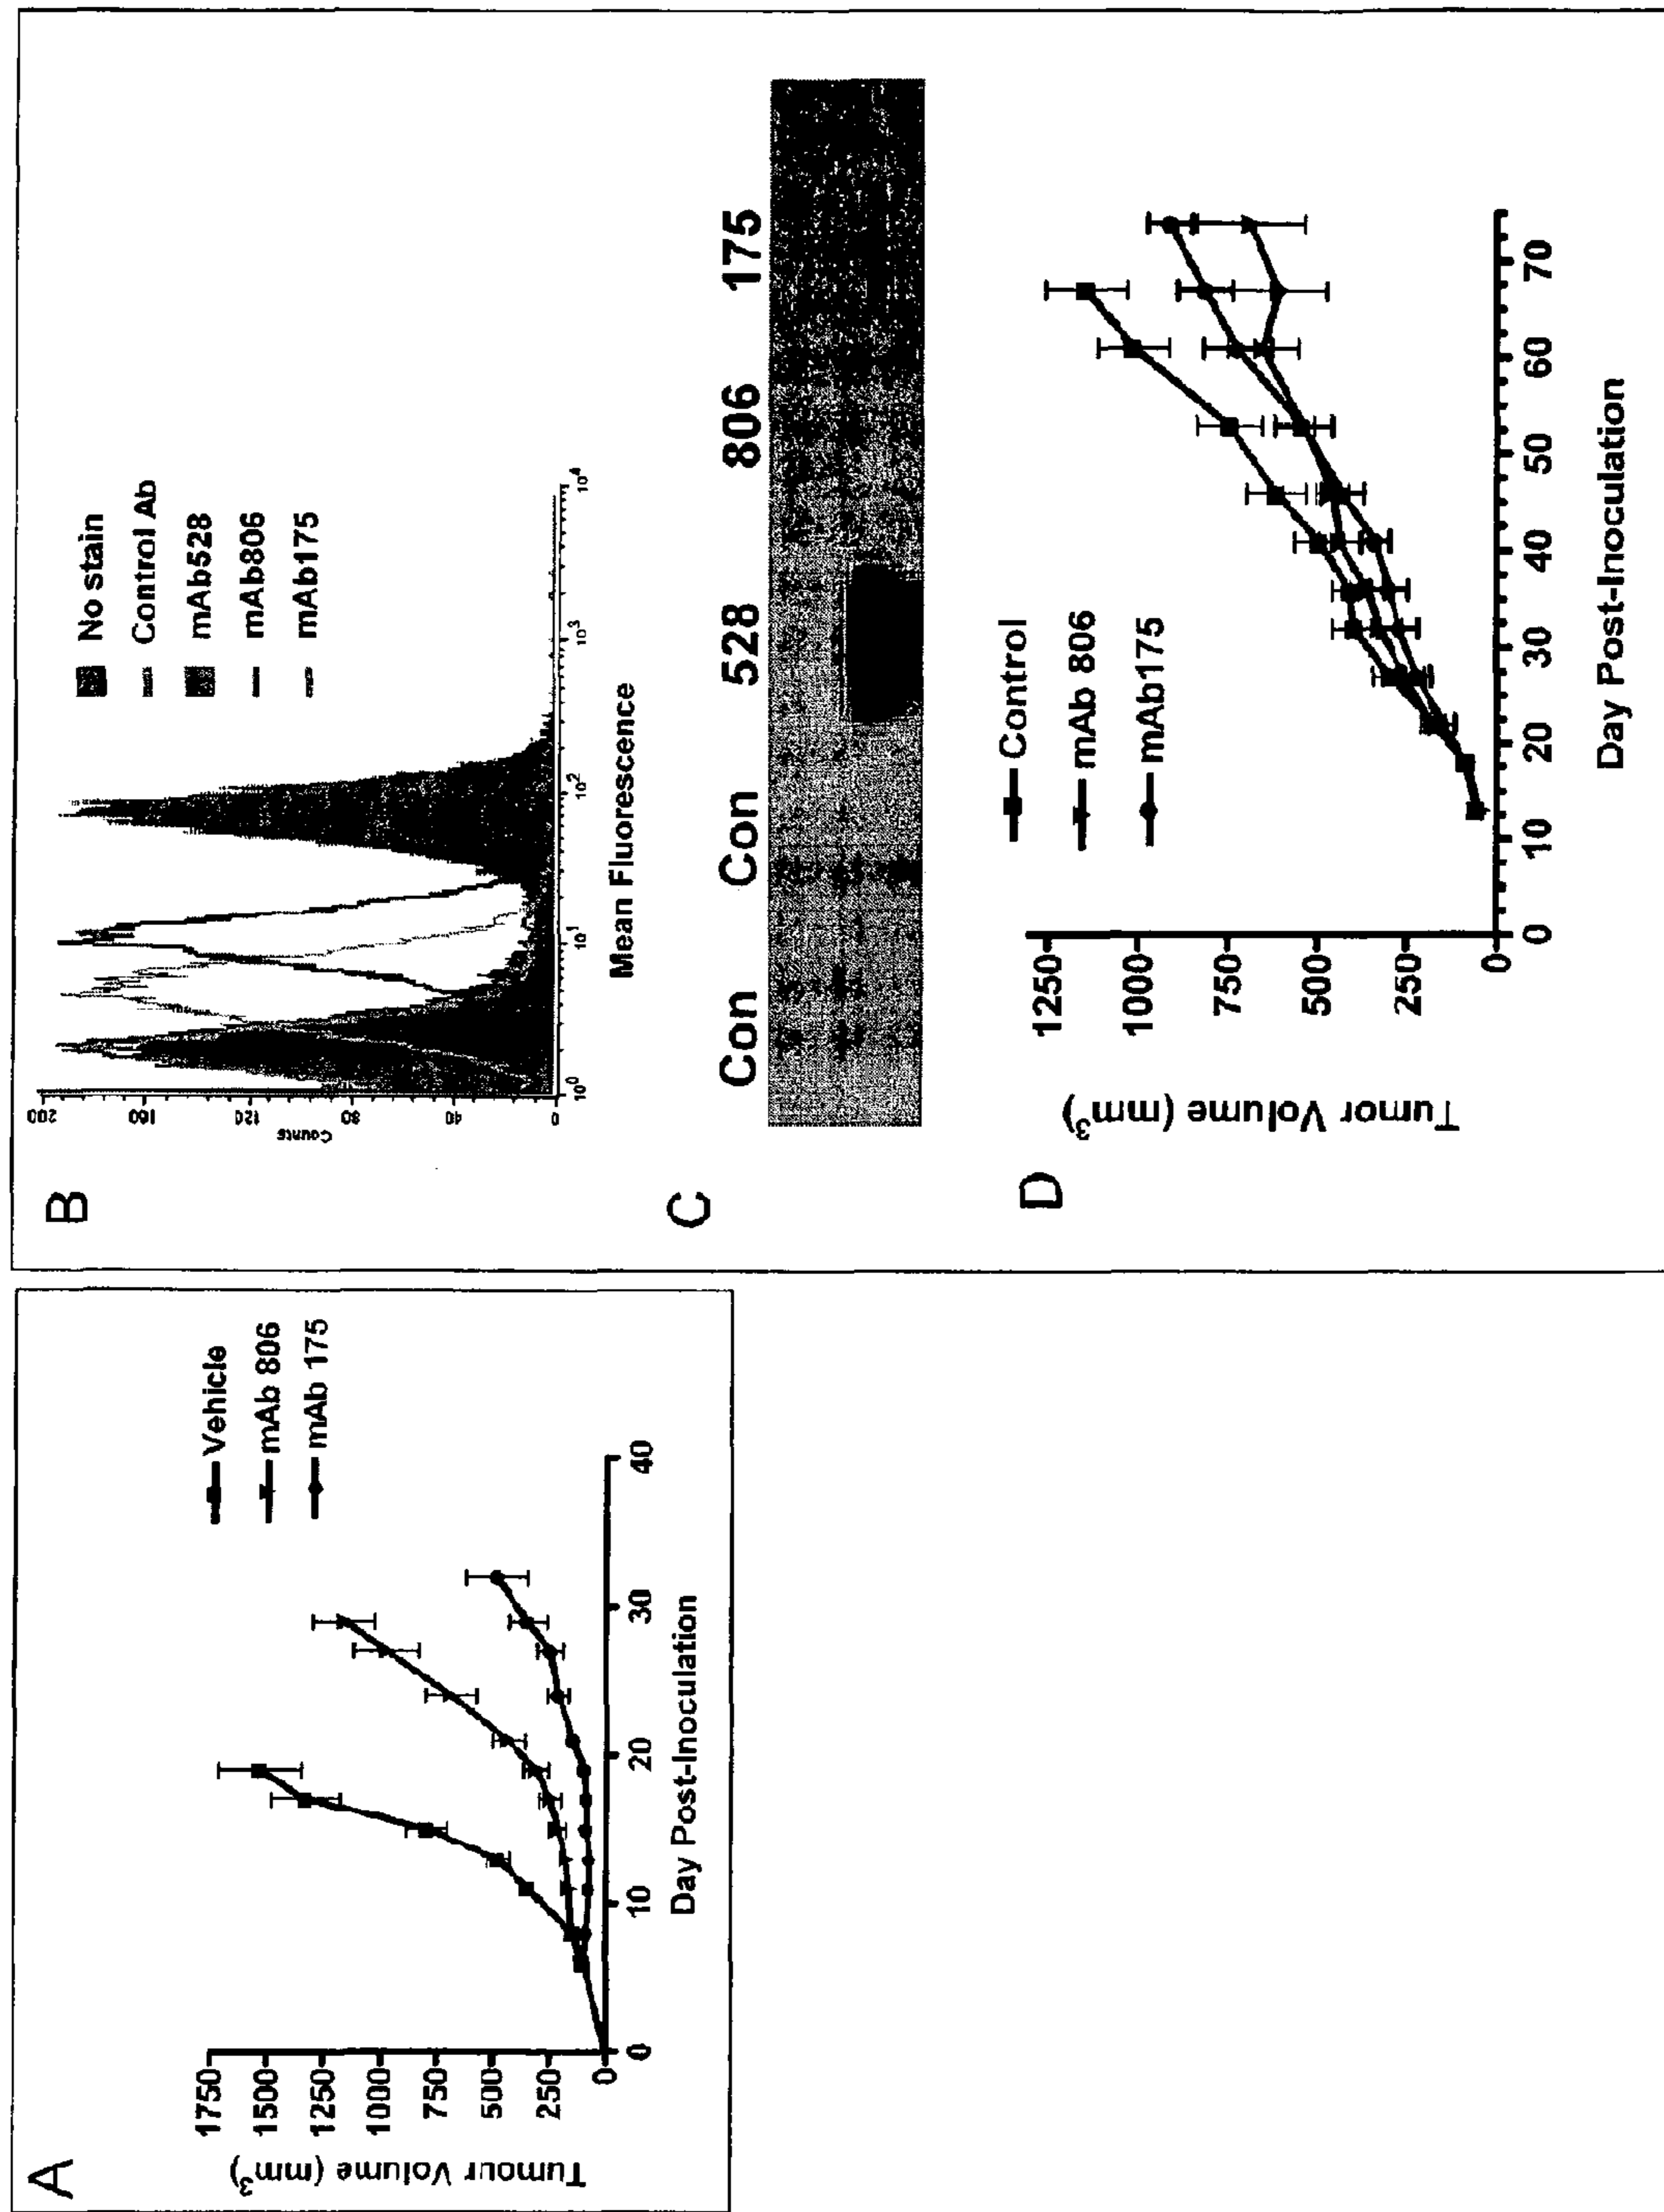 A
Tumour Volume (mm³)
1750
1500
1250
1000
750
500
250
0
0 10 20 30 40
Day Post-Inoculation
Vehicle
mAb 806
mAb 175
B
Counts
200
160
120
80
40
0
10⁰ 10¹ 10² 10³ 10⁴
Mean Fluorescence
No stain
Control Ab
mAb528
mAb806
mAb175
C
Con Con 528 806 175
D
Tumor Volume (mm³)
1250
1000
750
500
250
0
0 10 20 30 40 50 60 70
Day Post-Inoculation
Control
mAb 806
mAb175